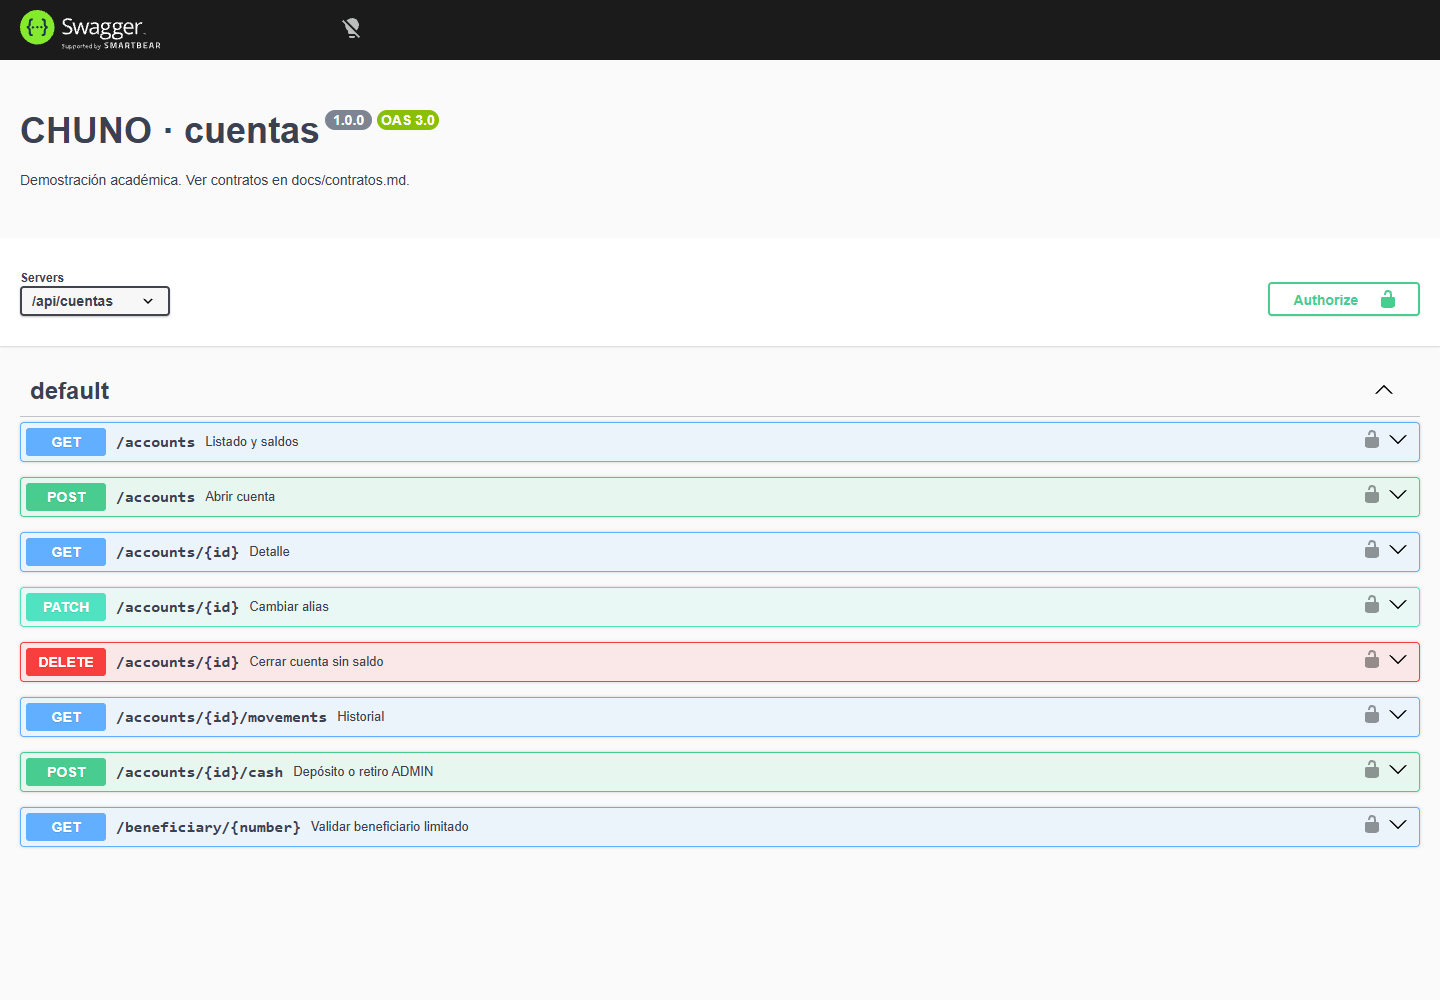 Swagger
Supported by SMARTBEAR
CHUNO · cuentas 1.0.0 OAS 3.0
Demostración académica. Ver contratos en docs/contratos.md.
Servers
/api/cuentas
Authorize
default
GET /accounts Listado y saldos
POST /accounts Abrir cuenta
GET /accounts/{id} Detalle
PATCH /accounts/{id} Cambiar alias
DELETE /accounts/{id} Cerrar cuenta sin saldo
GET /accounts/{id}/movements Historial
POST /accounts/{id}/cash Depósito o retiro ADMIN
GET /beneficiary/{number} Validar beneficiario limitado